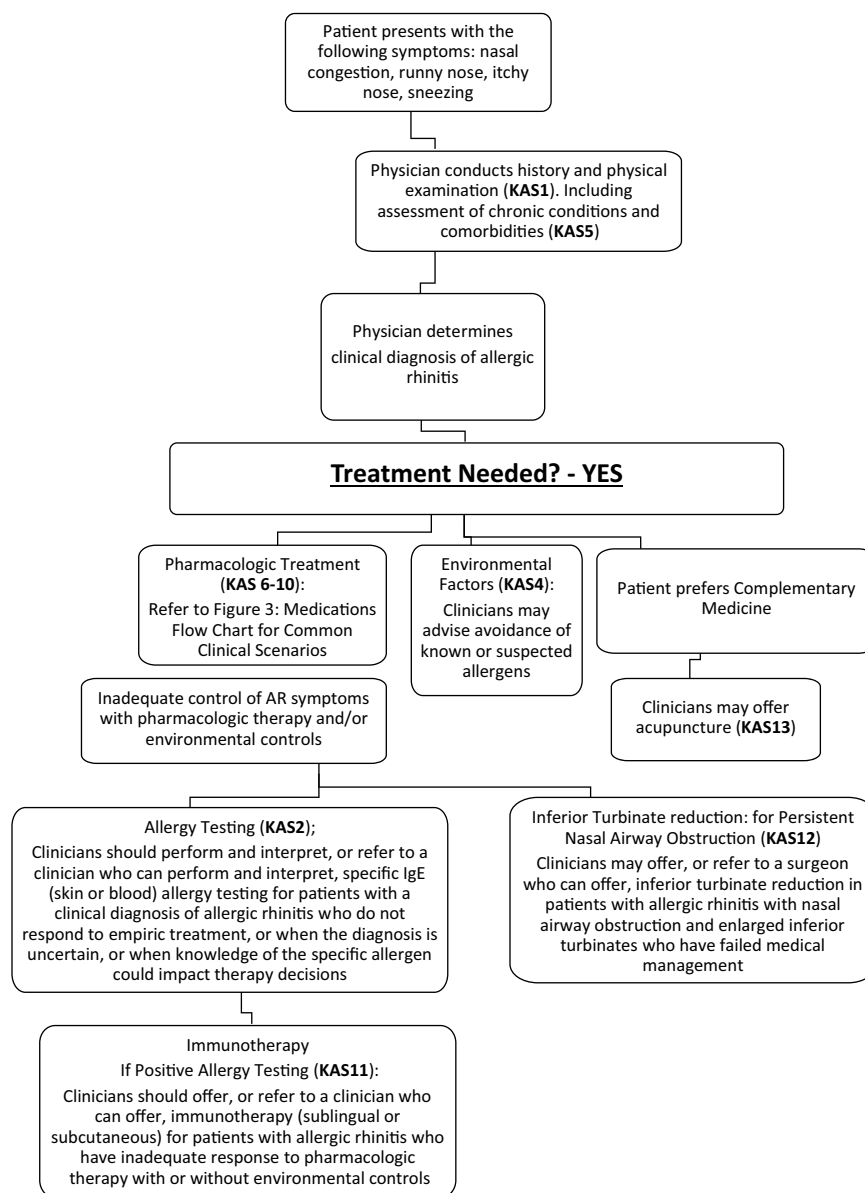 Patient presents with the
following symptoms: nasal
congestion, runny nose, itchy
nose, sneezing
Physician conducts history and physical
examination (KAS1). Including
assessment of chronic conditions and
comorbidities (KAS5)
Physician determines
clinical diagnosis of allergic
rhinitis
Treatment Needed? - YES
Pharmacologic Treatment
(KAS 6-10):
Refer to Figure 3: Medications
Flow Chart for Common
Clinical Scenarios
Environmental
Factors (KAS4):
Clinicians may
advise avoidance of
known or suspected
allergens
Patient prefers Complementary
Medicine
Clinicians may offer
acupuncture (KAS13)
Inadequate control of AR symptoms
with pharmacologic therapy and/or
environmental controls
Allergy Testing (KAS2);
Clinicians should perform and interpret, or refer to a
clinician who can perform and interpret, specific IgE
(skin or blood) allergy testing for patients with a
clinical diagnosis of allergic rhinitis who do not
respond to empiric treatment, or when the diagnosis is
uncertain, or when knowledge of the specific allergen
could impact therapy decisions
Inferior Turbinate reduction: for Persistent
Nasal Airway Obstruction (KAS12)
Clinicians may offer, or refer to a surgeon
who can offer, inferior turbinate reduction in
patients with allergic rhinitis with nasal
airway obstruction and enlarged inferior
turbinates who have failed medical
management
Immunotherapy
If Positive Allergy Testing (KAS11):
Clinicians should offer, or refer to a clinician who
can offer, immunotherapy (sublingual or
subcutaneous) for patients with allergic rhinitis who
have inadequate response to pharmacologic
therapy with or without environmental controls